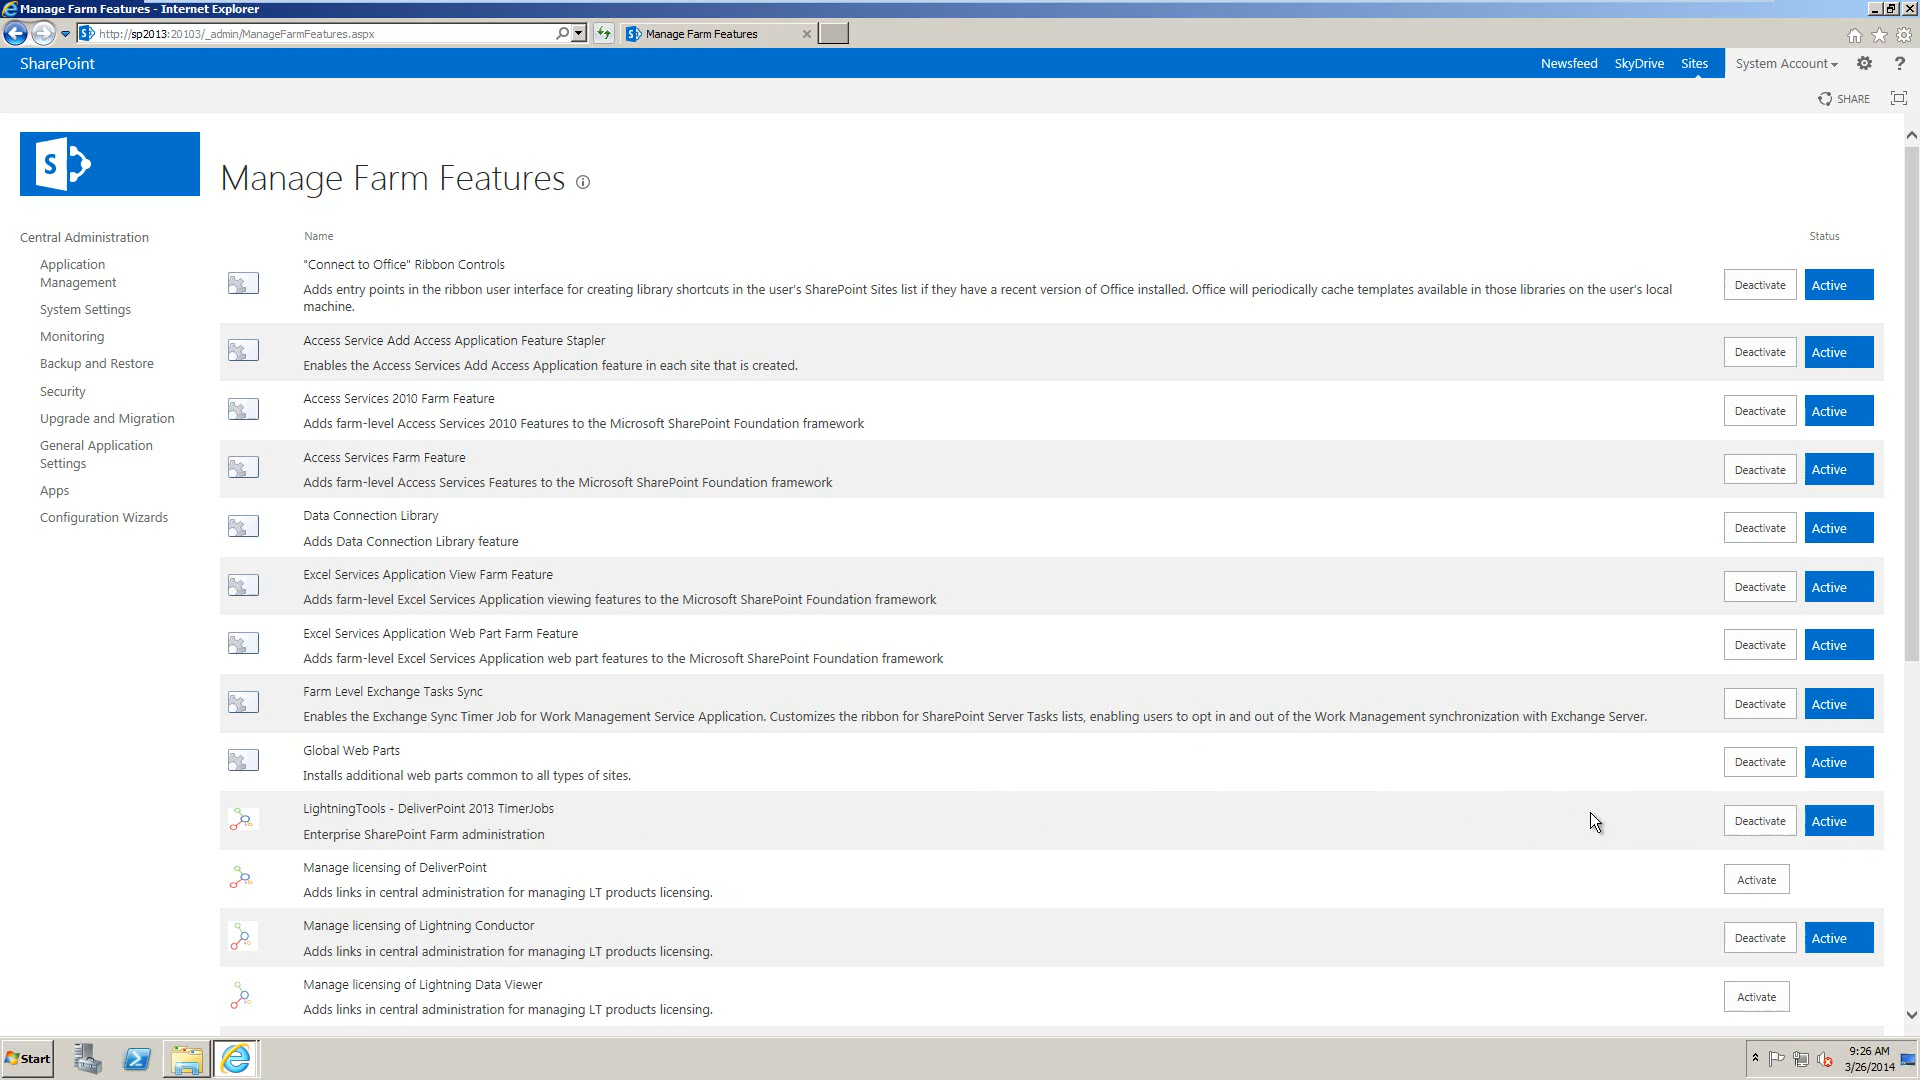 Manage Farm Features - Internet Explorer
http://sp2013:20103/_admin/ManageFarmFeatures.aspx
Manage Farm Features
SharePoint
Newsfeed
SkyDrive
Sites
System Account
?
SHARE
S
Manage Farm Features
Central Administration
Application
Management
System Settings
Monitoring
Backup and Restore
Security
Upgrade and Migration
General Application
Settings
Apps
Configuration Wizards
Name
Status
"Connect to Office" Ribbon Controls
Adds entry points in the ribbon user interface for creating library shortcuts in the user's SharePoint Sites list if they have a recent version of Office installed. Office will periodically cache templates available in those libraries on the user's local
machine.
Deactivate
Active
Access Service Add Access Application Feature Stapler
Enables the Access Services Add Access Application feature in each site that is created.
Deactivate
Active
Access Services 2010 Farm Feature
Adds farm-level Access Services 2010 Features to the Microsoft SharePoint Foundation framework
Deactivate
Active
Access Services Farm Feature
Adds farm-level Access Services Features to the Microsoft SharePoint Foundation framework
Deactivate
Active
Data Connection Library
Adds Data Connection Library feature
Deactivate
Active
Excel Services Application View Farm Feature
Adds farm-level Excel Services Application viewing features to the Microsoft SharePoint Foundation framework
Deactivate
Active
Excel Services Application Web Part Farm Feature
Adds farm-level Excel Services Application web part features to the Microsoft SharePoint Foundation framework
Deactivate
Active
Farm Level Exchange Tasks Sync
Enables the Exchange Sync Timer Job for Work Management Service Application. Customizes the ribbon for SharePoint Server Tasks lists, enabling users to opt in and out of the Work Management synchronization with Exchange Server.
Deactivate
Active
Global Web Parts
Installs additional web parts common to all types of sites.
Deactivate
Active
LightningTools - DeliverPoint 2013 TimerJobs
Enterprise SharePoint Farm administration
Deactivate
Active
Manage licensing of DeliverPoint
Adds links in central administration for managing LT products licensing.
Activate
Manage licensing of Lightning Conductor
Adds links in central administration for managing LT products licensing.
Deactivate
Active
Manage licensing of Lightning Data Viewer
Adds links in central administration for managing LT products licensing.
Activate
Start
9:26 AM
3/26/2014